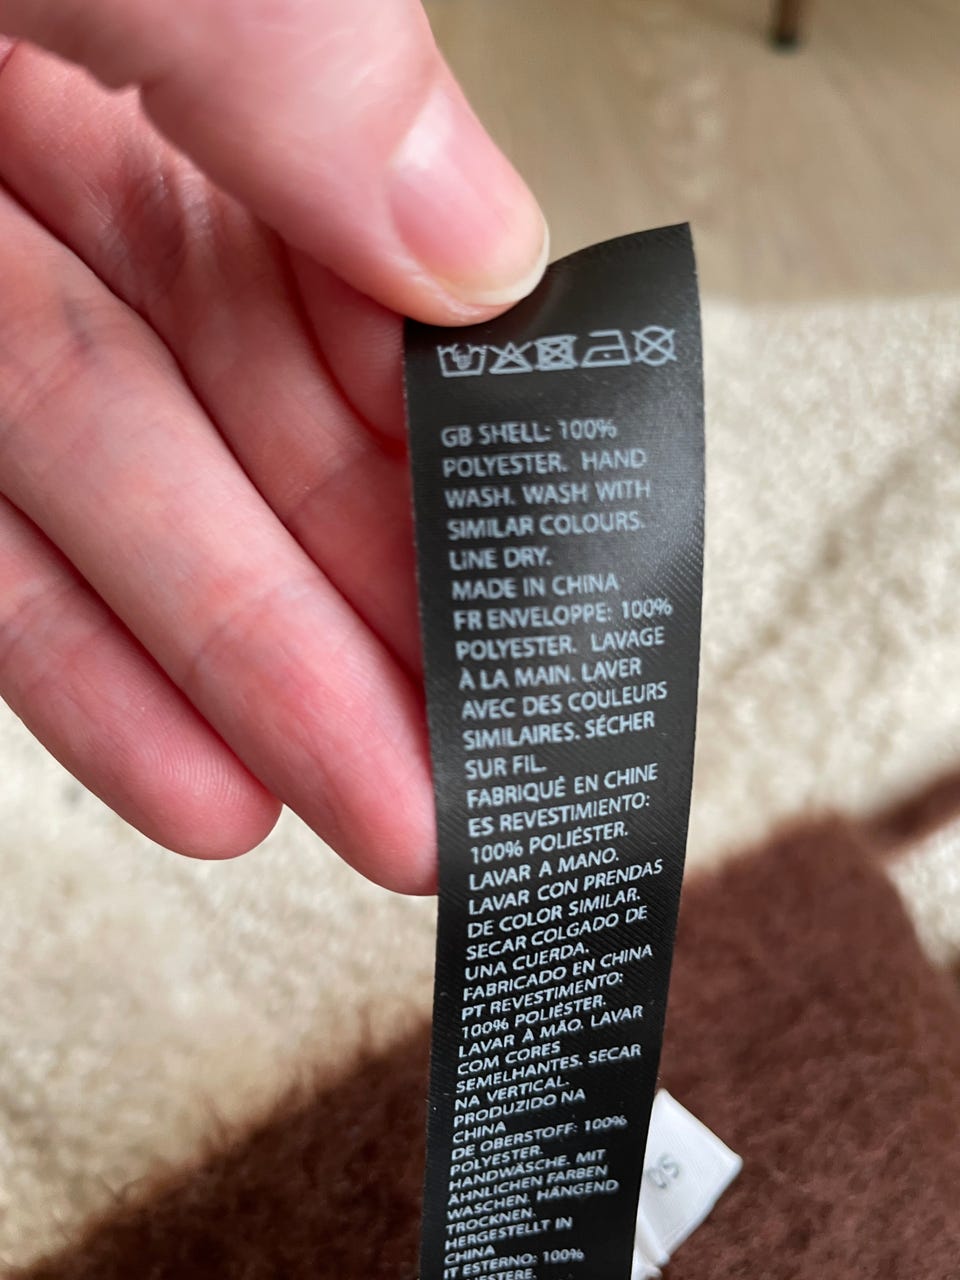 GB SHELL: 100%
POLYESTER. HAND
WASH. WASH WITH
SIMILAR COLOURS.
LINE DRY.
MADE IN CHINA
FR ENVELOPPE: 100%
POLYESTER. LAVAGE
À LA MAIN. LAVER
AVEC DES COULEURS
SIMILAIRES. SÉCHER
SUR FIL.
FABRIQUÉ EN CHINE
ES REVESTIMIENTO:
100% POLIÉSTER.
LAVAR A MANO.
LAVAR CON PRENDAS
DE COLOR SIMILAR.
SECAR COLGADO DE
UNA CUERDA.
FABRICADO EN CHINA
PT REVESTIMENTO:
100% POLIÉSTER.
LAVAR À MÃO. LAVAR
COM CORES
SEMELHANTES. SECAR
NA VERTICAL.
PRODUZIDO NA
CHINA
DE OBERSTOFF: 100%
POLYESTER.
HANDWÄSCHE. MIT
ÄHNLICHEN FARBEN
WASCHEN. HÄNGEND
TROCKNEN.
HERGESTELLT IN
CHINA
IT ESTERNO: 100%